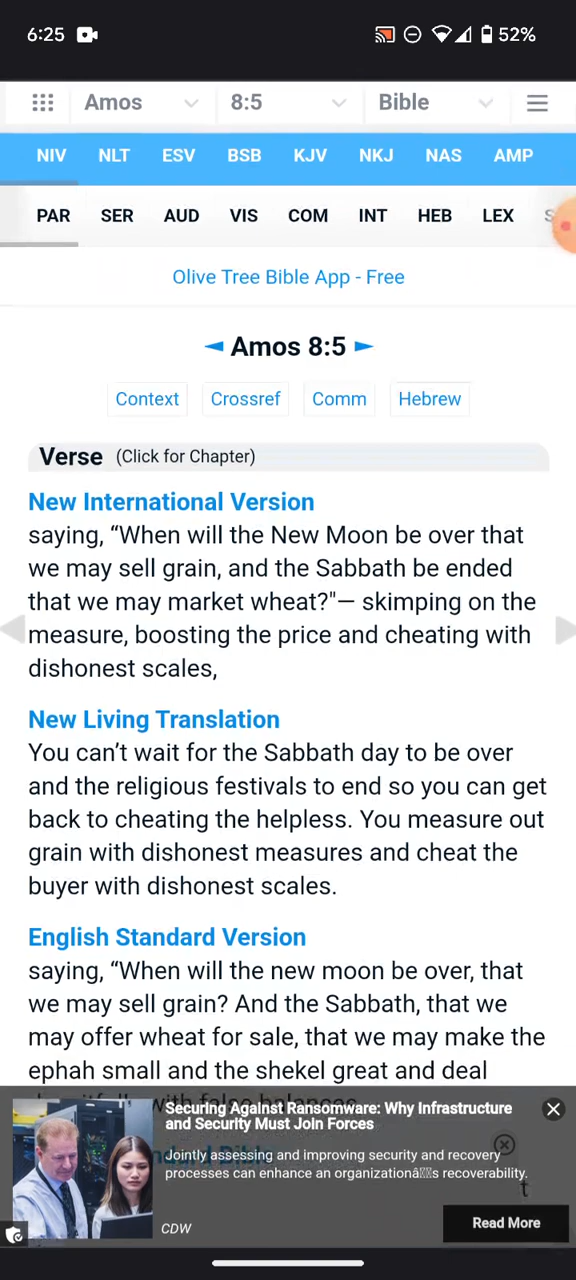 6:25 52%
Amos 8:5 Bible
NIV NLT ESV BSB KJV NKJ NAS AMP
PAR SER AUD VIS COM INT HEB LEX S
Olive Tree Bible App - Free
Amos 8:5
Context Crossref Comm Hebrew
Verse (Click for Chapter)
New International Version
saying, “When will the New Moon be over that
we may sell grain, and the Sabbath be ended
that we may market wheat?"— skimping on the
measure, boosting the price and cheating with
dishonest scales,
New Living Translation
You can’t wait for the Sabbath day to be over
and the religious festivals to end so you can get
back to cheating the helpless. You measure out
grain with dishonest measures and cheat the
buyer with dishonest scales.
English Standard Version
saying, “When will the new moon be over, that
we may sell grain? And the Sabbath, that we
may offer wheat for sale, that we may make the
ephah small and the shekel great and deal
with false balances
Securing Against Ransomware: Why Infrastructure
and Security Must Join Forces
Jointly assessing and improving security and recovery
processes can enhance an organizationâs recoverability.
t
CDW
Read More